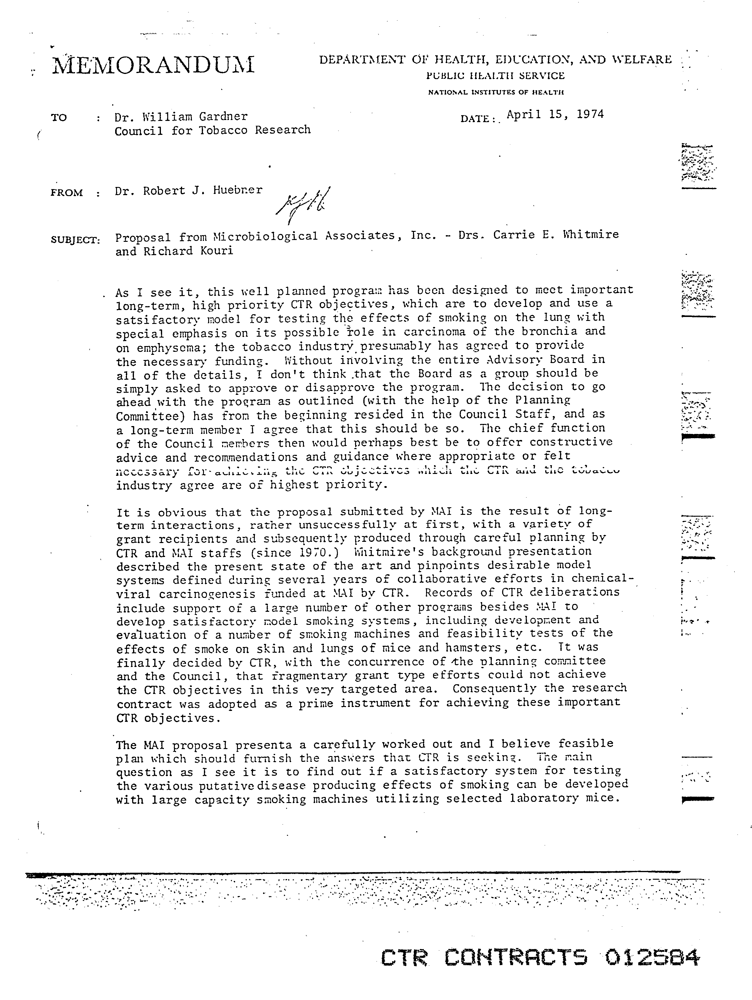 MEMORANDUM
DEPARTMENT OF HEALTH, EDUCATION, AND WELFARE
PUBLIC HEALTH SERVICE
NATIONAL INSTITUTES OF HEALTH
TO : Dr. William Gardner
Council for Tobacco Research
DATE: April 15, 1974
FROM : Dr. Robert J. Huebner
RJH
SUBJECT: Proposal from Microbiological Associates, Inc. - Drs. Carrie E. Whitmire
and Richard Kouri
As I see it, this well planned program has been designed to meet important
long-term, high priority CTR objectives, which are to develop and use a
satsifactory model for testing the effects of smoking on the lung with
special emphasis on its possible role in carcinoma of the bronchia and
on emphysema; the tobacco industry presumably has agreed to provide
the necessary funding. Without involving the entire Advisory Board in
all of the details, I don't think that the Board as a group should be
simply asked to approve or disapprove the program. The decision to go
ahead with the program as outlined (with the help of the Planning
Committee) has from the beginning resided in the Council Staff, and as
a long-term member I agree that this should be so. The chief function
of the Council members then would perhaps best be to offer constructive
advice and recommendations and guidance where appropriate or felt
necessary for achieving the CTR objectives which the CTR and the tobacco
industry agree are of highest priority.
It is obvious that the proposal submitted by MAI is the result of long-
term interactions, rather unsuccessfully at first, with a variety of
grant recipients and subsequently produced through careful planning by
CTR and MAI staffs (since 1970.) Whitmire's background presentation
described the present state of the art and pinpoints desirable model
systems defined during several years of collaborative efforts in chemical-
viral carcinogenesis funded at MAI by CTR. Records of CTR deliberations
include support of a large number of other programs besides MAI to
develop satisfactory model smoking systems, including development and
evaluation of a number of smoking machines and feasibility tests of the
effects of smoke on skin and lungs of mice and hamsters, etc. It was
finally decided by CTR, with the concurrence of the planning committee
and the Council, that fragmentary grant type efforts could not achieve
the CTR objectives in this very targeted area. Consequently the research
contract was adopted as a prime instrument for achieving these important
CTR objectives.
The MAI proposal presenta a carefully worked out and I believe feasible
plan which should furnish the answers that CTR is seeking. The main
question as I see it is to find out if a satisfactory system for testing
the various putative disease producing effects of smoking can be developed
with large capacity smoking machines utilizing selected laboratory mice.
CTR CONTRACTS 012584